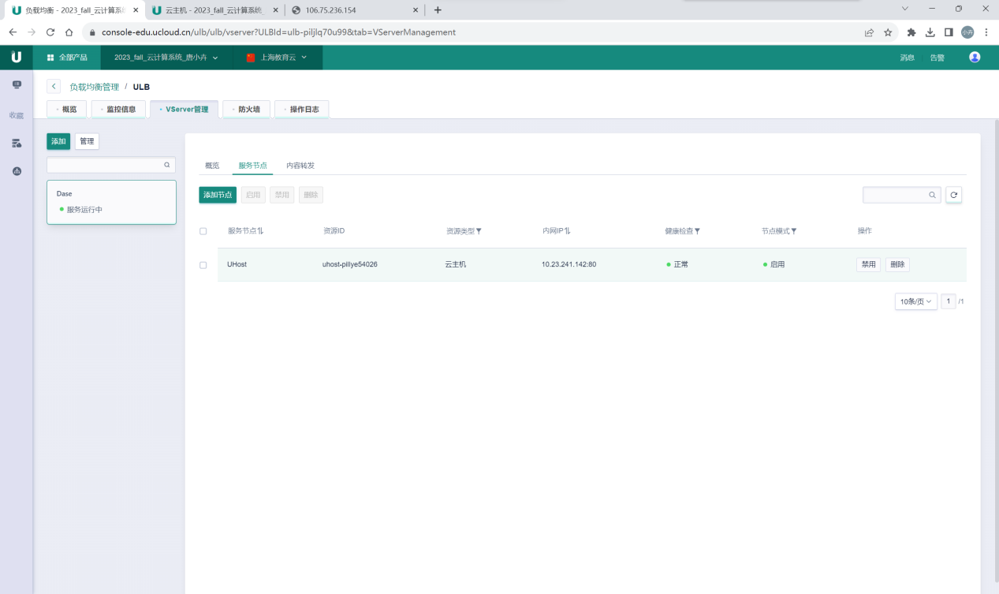 负载均衡 - 2023_fall_云计算系
云主机 - 2023_fall_云计算系统_
106.75.236.154
console-edu.ucloud.cn/ulb/ulb/vserver?ULBId=ulb-piljlq70u99&tab=VServerManagement
小卉
全部产品
2023_fall_云计算系统_唐小卉
上海教育云
消息
告警
负载均衡管理 / ULB
收藏
概览
监控信息
VServer管理
防火墙
操作日志
添加
管理
Dase
服务运行中
概览
服务节点
内容转发
添加节点
启用
禁用
删除
服务节点
资源ID
资源类型
内网IP
健康检查
节点模式
操作
UHost
uhost-pillye54026
云主机
10.23.241.142:80
正常
启用
禁用
删除
10条/页
1
/1